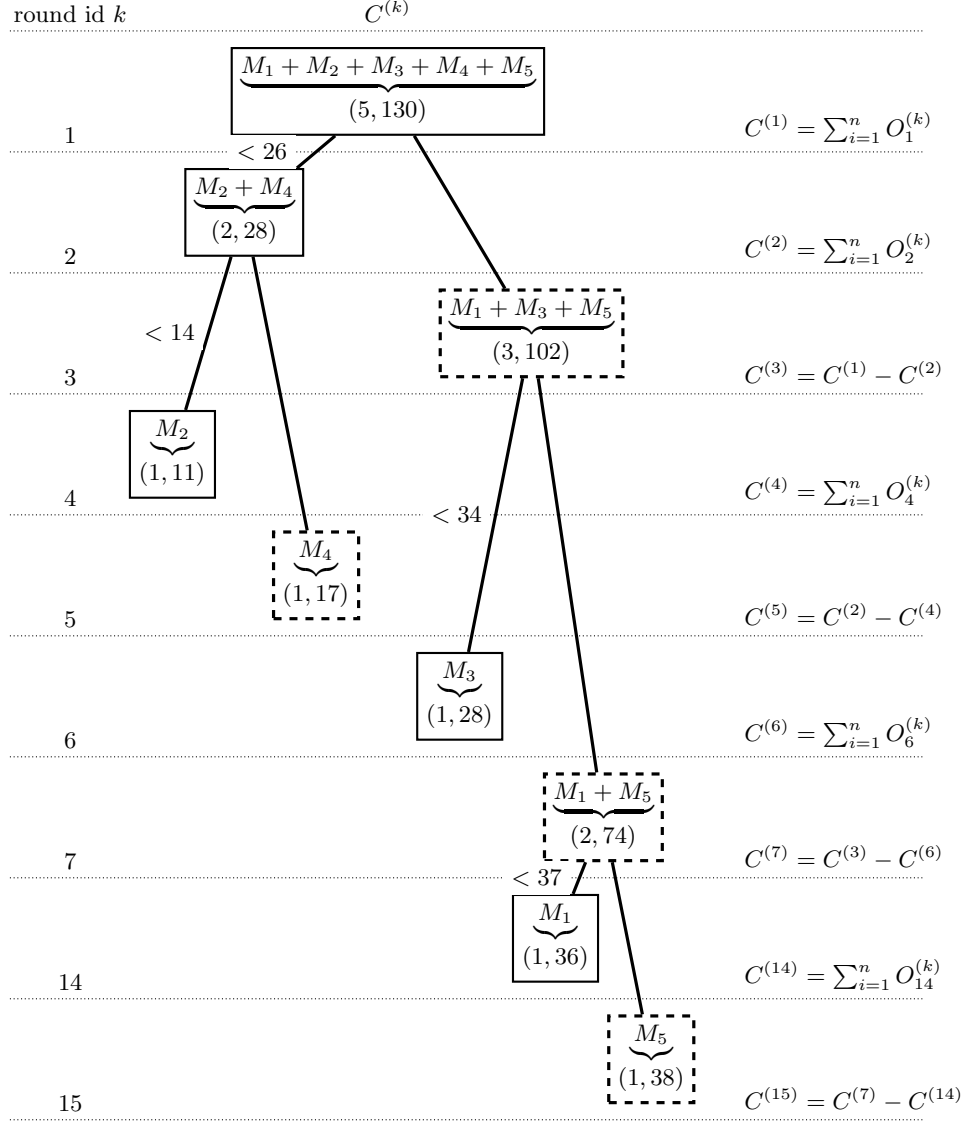 round id k C^{(k)}
M_1 + M_2 + M_3 + M_4 + M_5
(5, 130)
1 C^{(1)} = \sum_{i=1}^{n} O_1^{(k)}
< 26
M_2 + M_4
(2, 28)
2 C^{(2)} = \sum_{i=1}^{n} O_2^{(k)}
M_1 + M_3 + M_5
< 14
(3, 102)
3 C^{(3)} = C^{(1)} − C^{(2)}
M_2
(1, 11)
4 C^{(4)} = \sum_{i=1}^{n} O_4^{(k)}
< 34
M_4
(1, 17)
5 C^{(5)} = C^{(2)} − C^{(4)}
M_3
(1, 28)
6 C^{(6)} = \sum_{i=1}^{n} O_6^{(k)}
M_1 + M_5
(2, 74)
7 C^{(7)} = C^{(3)} − C^{(6)}
< 37
M_1
(1, 36)
14 C^{(14)} = \sum_{i=1}^{n} O_{14}^{(k)}
M_5
(1, 38)
15 C^{(15)} = C^{(7)} − C^{(14)}